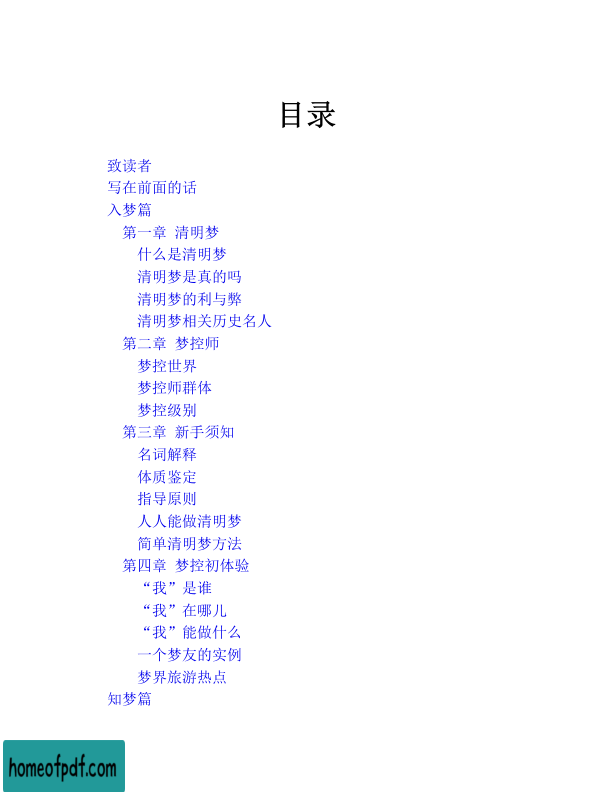 目录
致读者
写在前面的话
入梦篇
第一章 清明梦
什么是清明梦
清明梦是真的吗
清明梦的利与弊
清明梦相关历史名人
第二章 梦控师
梦控世界
梦控师群体
梦控级别
第三章 新手须知
名词解释
体质鉴定
指导原则
人人能做清明梦
简单清明梦方法
第四章 梦控初体验
“我”是谁
“我”在哪儿
“我”能做什么
一个梦友的实例
梦界旅游热点
知梦篇
homeofpdf.com